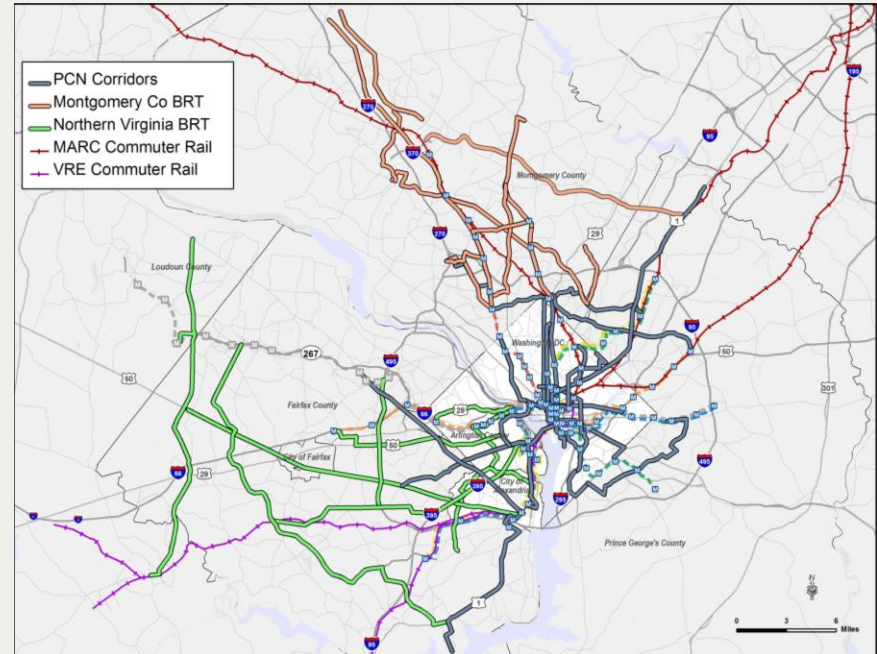 PCN Corridors
Montgomery Co BRT
Northern Virginia BRT
MARC Commuter Rail
VRE Commuter Rail
195
270
95
370
M
Montgomery County
1
29
270
Loudoun County
95
Washington DC
50
267
495
50
301
Fairfax County
29
66
50
Arlington
City of Fairfax
66
29
395
City of
Alexandria
495
395
295
Prince George's County
1
95
0 3 6
Miles